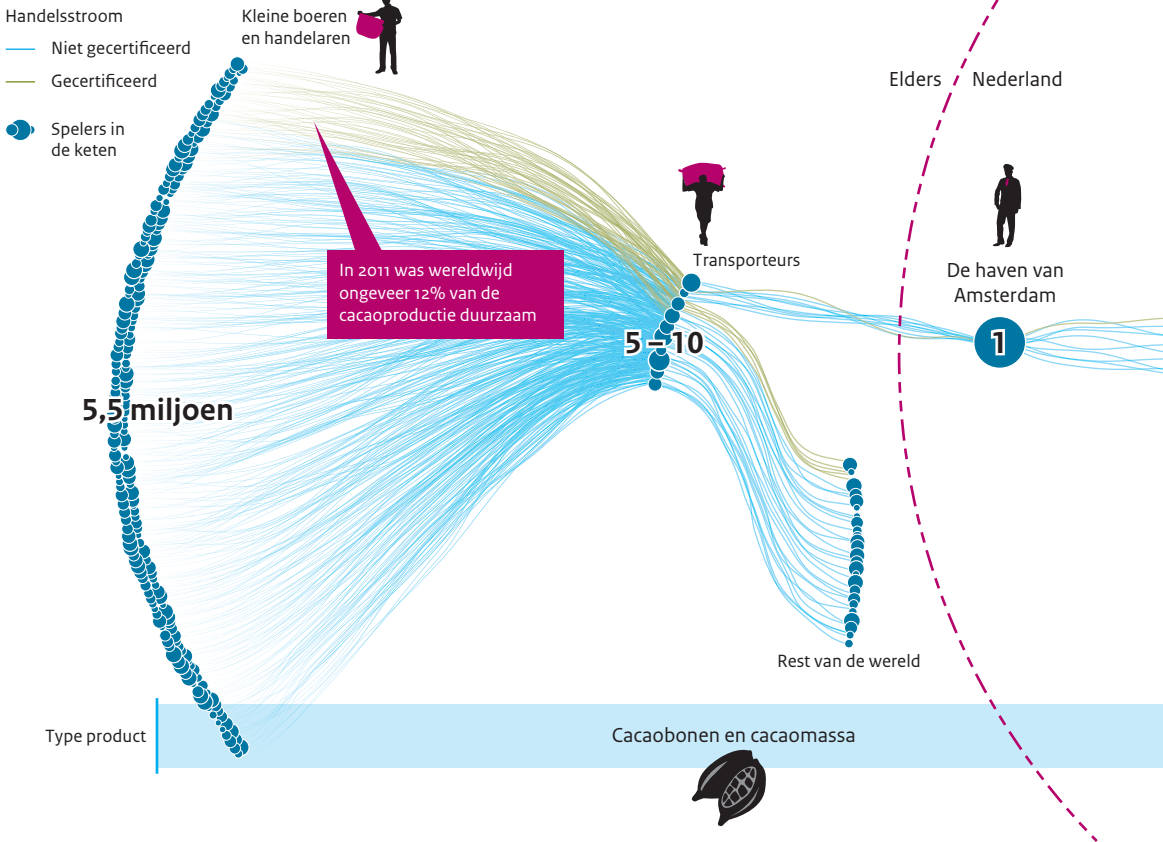 Handelsstroom
Niet gecertificeerd
Gecertificeerd
Spelers in
de keten
Kleine boeren
en handelaren
Elders
Nederland
In 2011 was wereldwijd
ongeveer 12% van de
cacaoproductie duurzaam
Transporteurs
De haven van
Amsterdam
5 – 10
1
5,5 miljoen
Rest van de wereld
Type product
Cacaobonen en cacaomassa